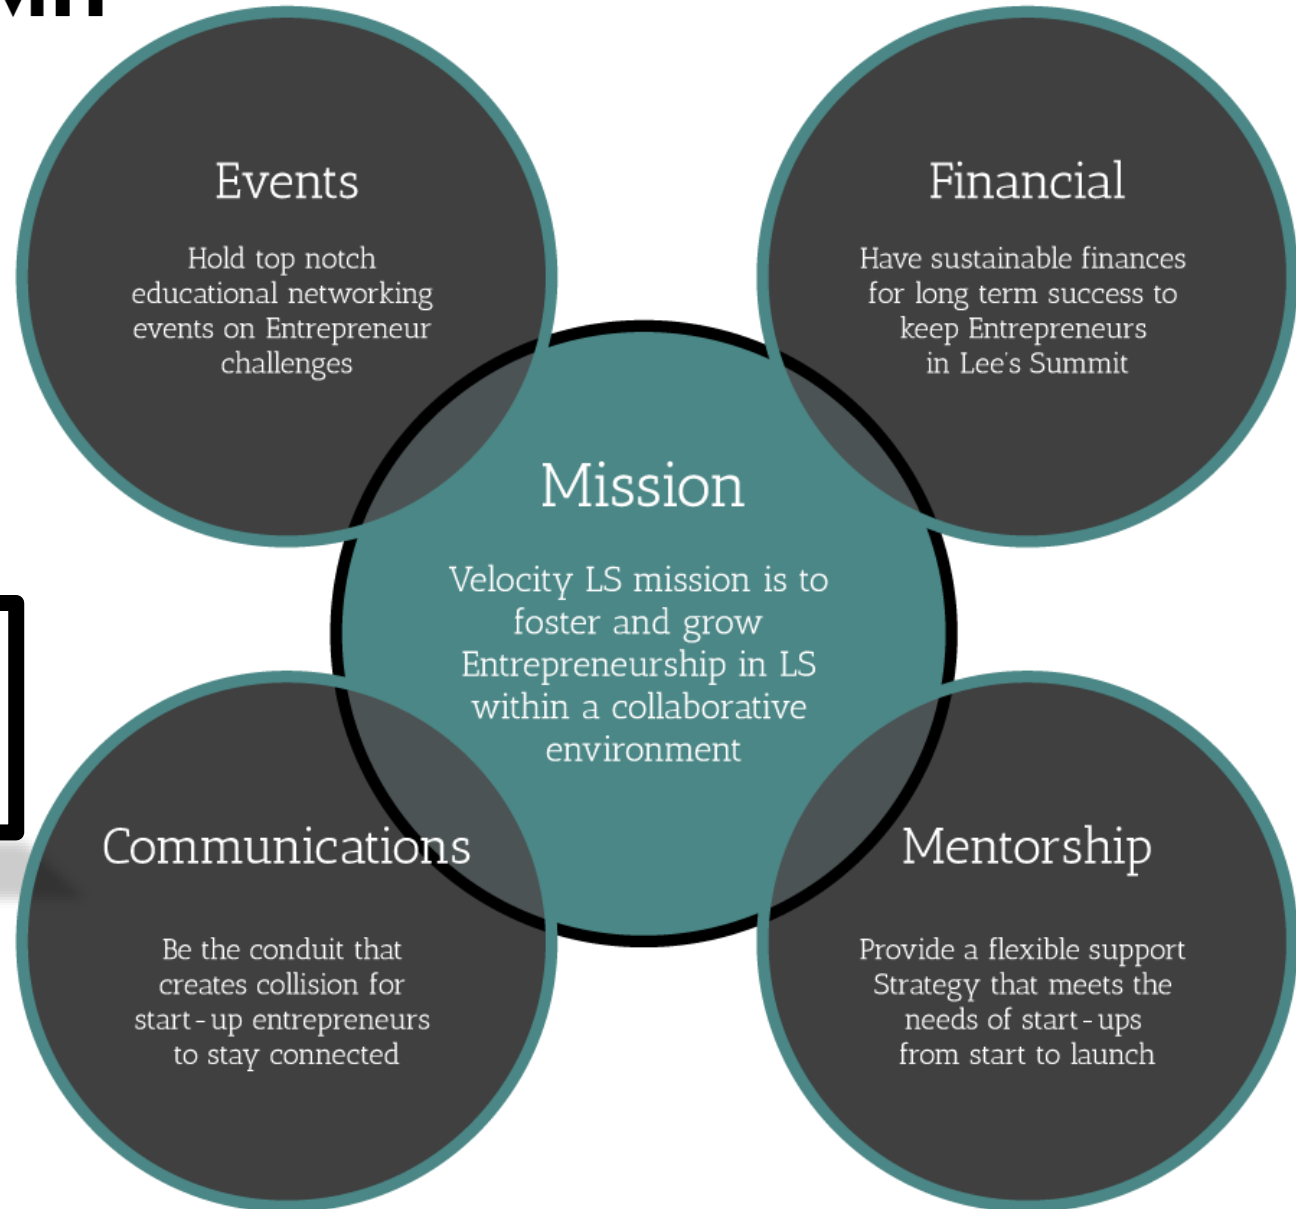 Events
Hold top notch
educational networking
events on Entrepreneur
challenges
Financial
Have sustainable finances
for long term success to
keep Entrepreneurs
in Lee's Summit
Mission
Velocity LS mission is to
foster and grow
Entrepreneurship in LS
within a collaborative
environment
Communications
Be the conduit that
creates collision for
start-up entrepreneurs
to stay connected
Mentorship
Provide a flexible support
Strategy that meets the
needs of start-ups
from start to launch